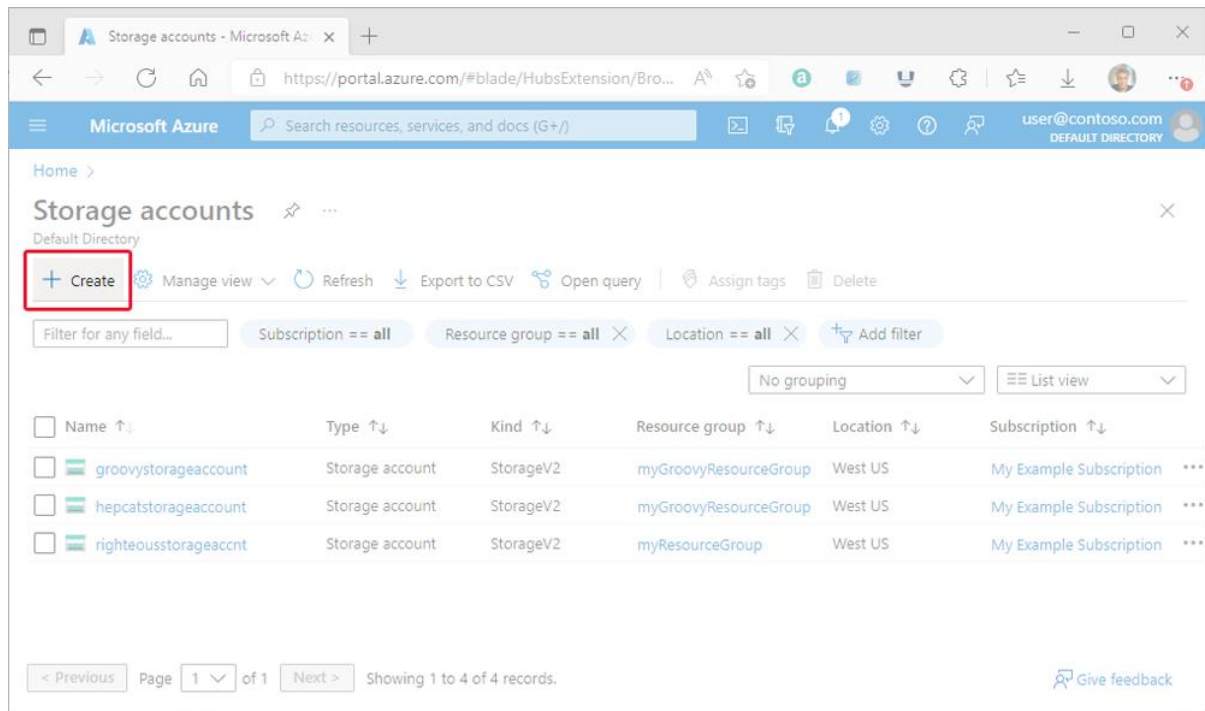 Storage accounts - Microsoft Az
https://portal.azure.com/#blade/HubsExtension/Bro...
Microsoft Azure
Search resources, services, and docs (G+/)
1
user@contoso.com
DEFAULT DIRECTORY
Home >
Storage accounts ...
Default Directory
+ Create Manage view Refresh Export to CSV Open query Assign tags Delete
Filter for any field... Subscription == all Resource group == all Location == all Add filter
No grouping List view
Name Type Kind Resource group Location Subscription
groovystorageaccount Storage account StorageV2 myGroovyResourceGroup West US My Example Subscription ...
hepcatstorageaccount Storage account StorageV2 myGroovyResourceGroup West US My Example Subscription ...
righteousstorageaccnt Storage account StorageV2 myResourceGroup West US My Example Subscription ...
< Previous Page 1 of 1 Next > Showing 1 to 4 of 4 records. Give feedback